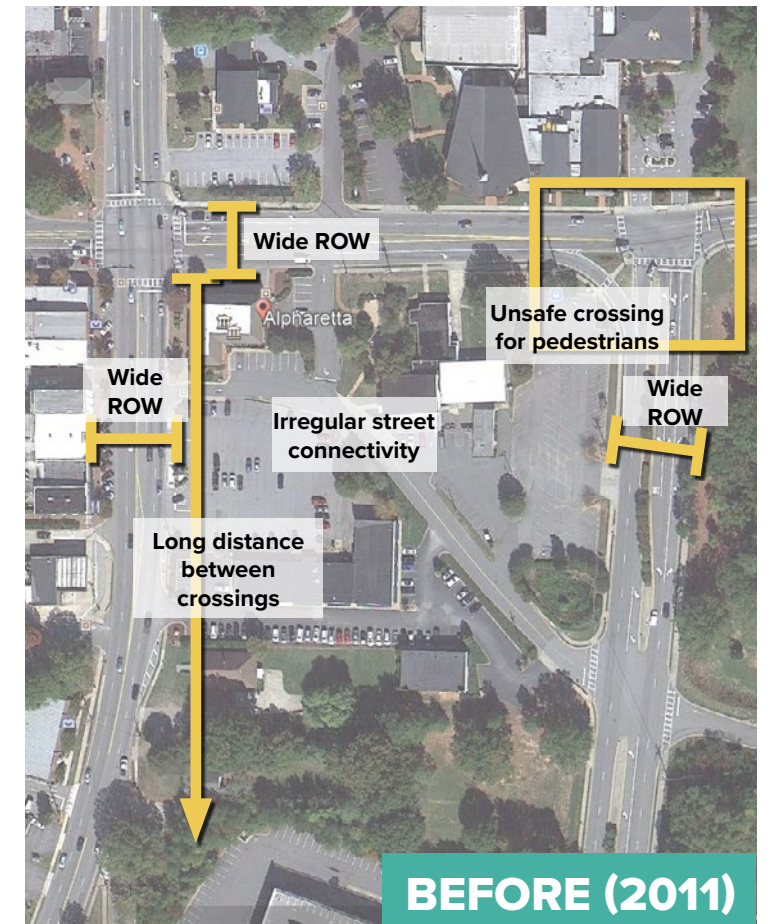 Wide ROW
Alpharetta
Unsafe crossing
for pedestrians
Wide
ROW
Wide
ROW
Irregular street
connectivity
Long distance
between
crossings
BEFORE (2011)